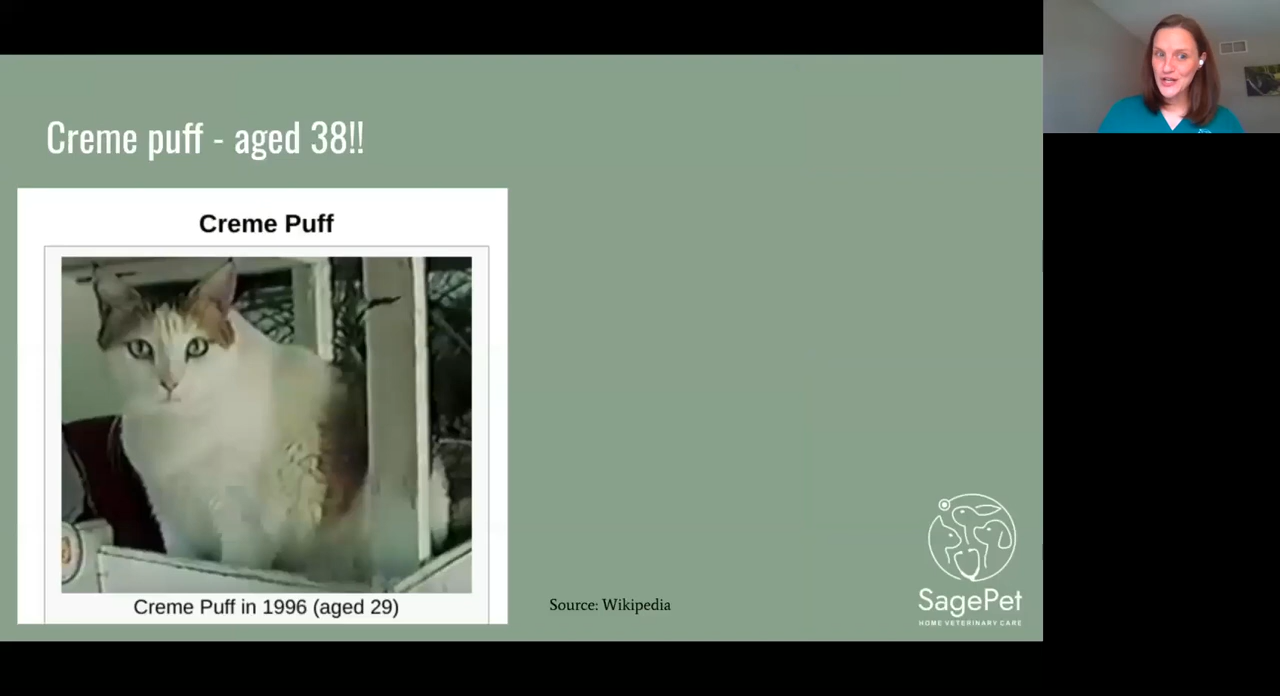 Creme puff - aged 38!!
Creme Puff
Creme Puff in 1996 (aged 29)
Source: Wikipedia
SagePet
HOME VETERINARY CARE